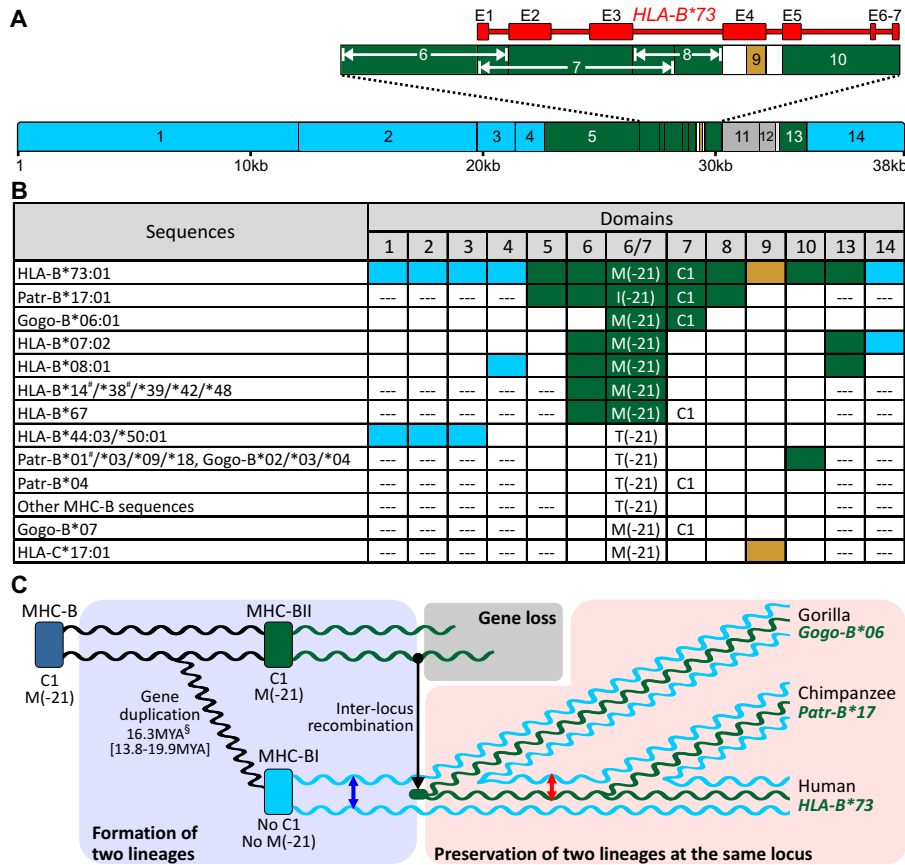 A
E1 E2 E3 HLA-B*73 E4 E5 E6-7
6 7 8 9 10
1 2 3 4 5 11 12 13 14
1 10kb 20kb 30kb 38kb
B
Sequences Domains
1 2 3 4 5 6 6/7 7 8 9 10 13 14
HLA-B*73:01 M(-21) C1
Patr-B*17:01 --- --- --- --- I(-21) C1 --- ---
Gogo-B*06:01 M(-21) C1
HLA-B*07:02 M(-21)
HLA-B*08:01 M(-21)
HLA-B*14#/*38#/*39/*42/*48 --- --- --- --- --- M(-21) --- ---
HLA-B*67 --- --- --- --- --- M(-21) C1 --- ---
HLA-B*44:03/*50:01 T(-21)
Patr-B*01#/*03/*09/*18, Gogo-B*02/*03/*04 --- --- --- --- T(-21) --- ---
Patr-B*04 --- --- --- --- T(-21) C1 --- ---
Other MHC-B sequences --- --- --- --- T(-21) --- ---
Gogo-B*07 --- --- --- --- M(-21) C1 --- ---
HLA-C*17:01 --- --- --- --- --- M(-21) --- ---
C
MHC-B
C1
M(-21)
MHC-BII
C1
M(-21)
Gene loss
Gene
duplication
16.3MYA§
[13.8-19.9MYA]
MHC-BI
No C1
No M(-21)
Inter-locus
recombination
Gorilla
Gogo-B*06
Chimpanzee
Patr-B*17
Human
HLA-B*73
Formation of
two lineages
Preservation of two lineages at the same locus